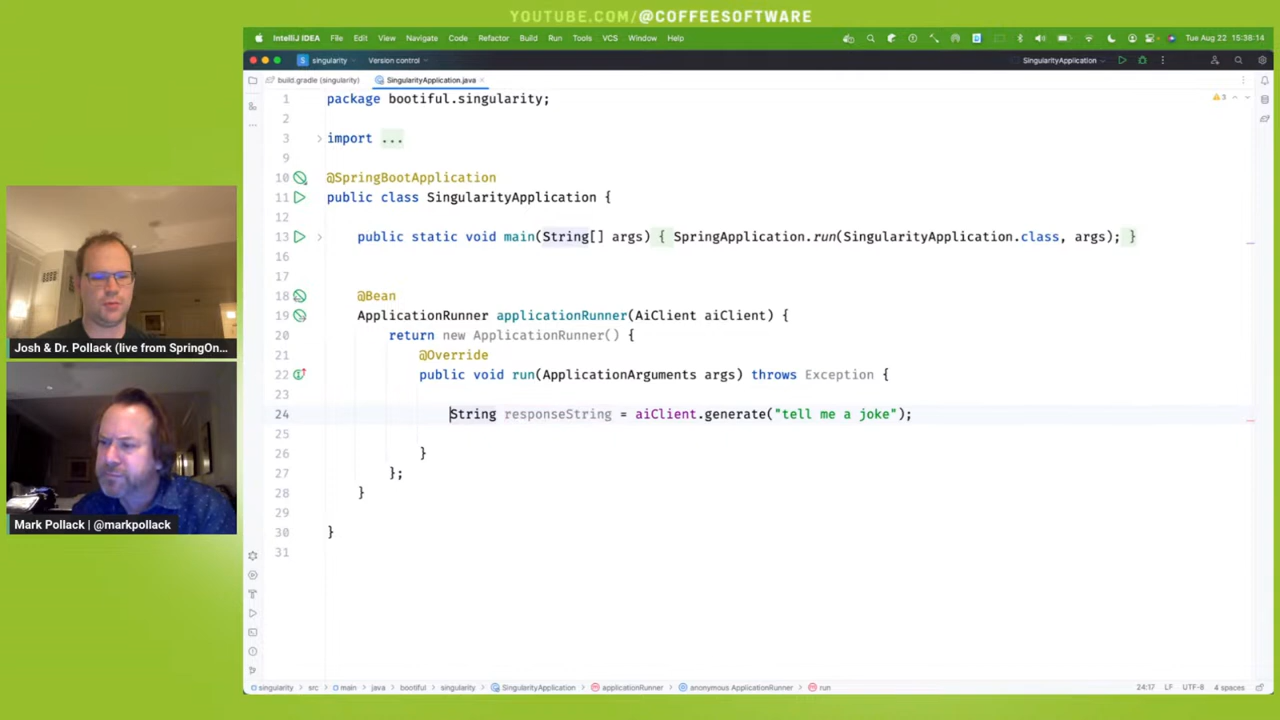 YOUTUBE.COM/@COFFEESOFTWARE
IntelliJ IDEA File Edit View Navigate Code Refactor Build Run Tools VCS Window Help Tue Aug 22 15:38:14
S singularity Version control SingularityApplication
build.gradle (singularity) SingularityApplication.java
1 package bootiful.singularity; 3
2
3 import ...
9
10 @SpringBootApplication
11 public class SingularityApplication {
12
13 public static void main(String[] args) { SpringApplication.run(SingularityApplication.class, args); }
16
17
18 @Bean
19 ApplicationRunner applicationRunner(AiClient aiClient) {
20 return new ApplicationRunner() {
21 @Override
22 public void run(ApplicationArguments args) throws Exception {
23
24 String responseString = aiClient.generate("tell me a joke");
25
26 }
27 };
28 }
29
30 }
31
Josh & Dr. Pollack (live from SpringOn...
Mark Pollack | @markpollack
singularity src main java bootiful singularity SingularityApplication applicationRunner anonymous ApplicationRunner run 24:17 LF UTF-8 4 spaces